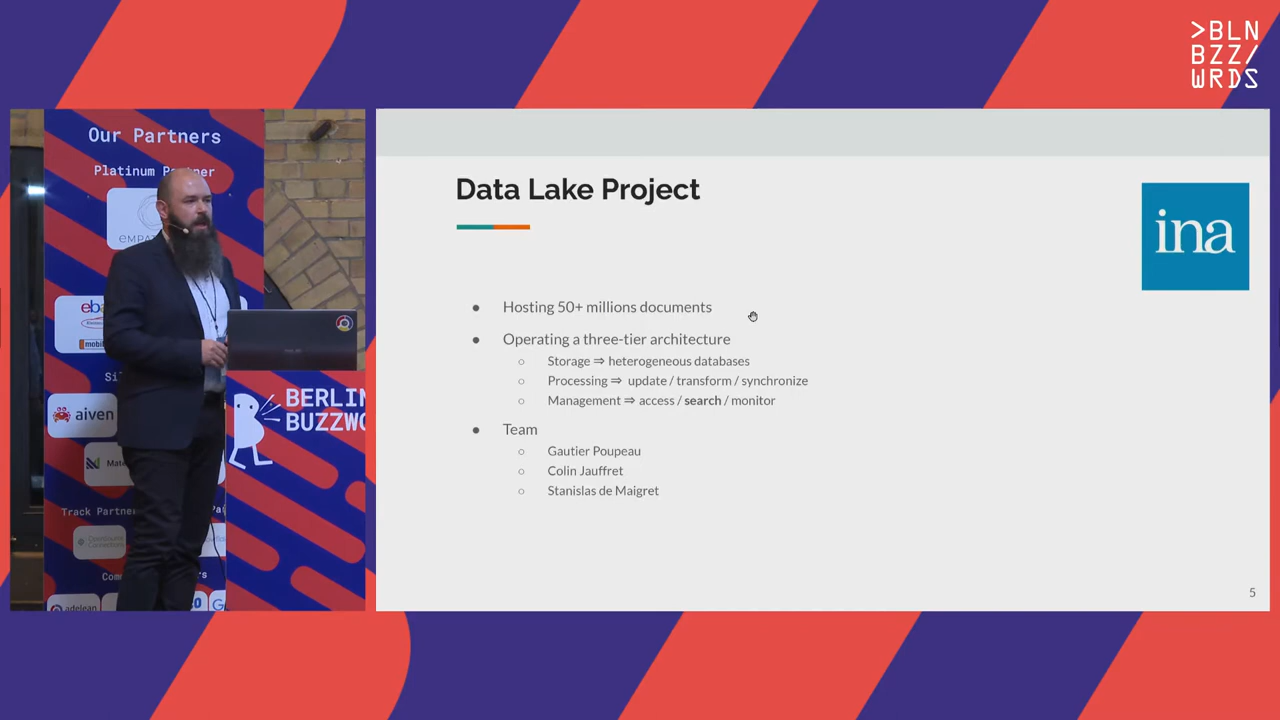 >BLN
BZZ/
WRDS
Our Partners
Platinum Partner
aiven
BERLIN
Track Partner
adelean
Data Lake Project
ina
● Hosting 50+ millions documents
● Operating a three-tier architecture
○ Storage ⇒ heterogeneous databases
○ Processing ⇒ update / transform / synchronize
○ Management ⇒ access / search / monitor
● Team
○ Gautier Poupeau
○ Colin Jauffret
○ Stanislas de Maigret
5